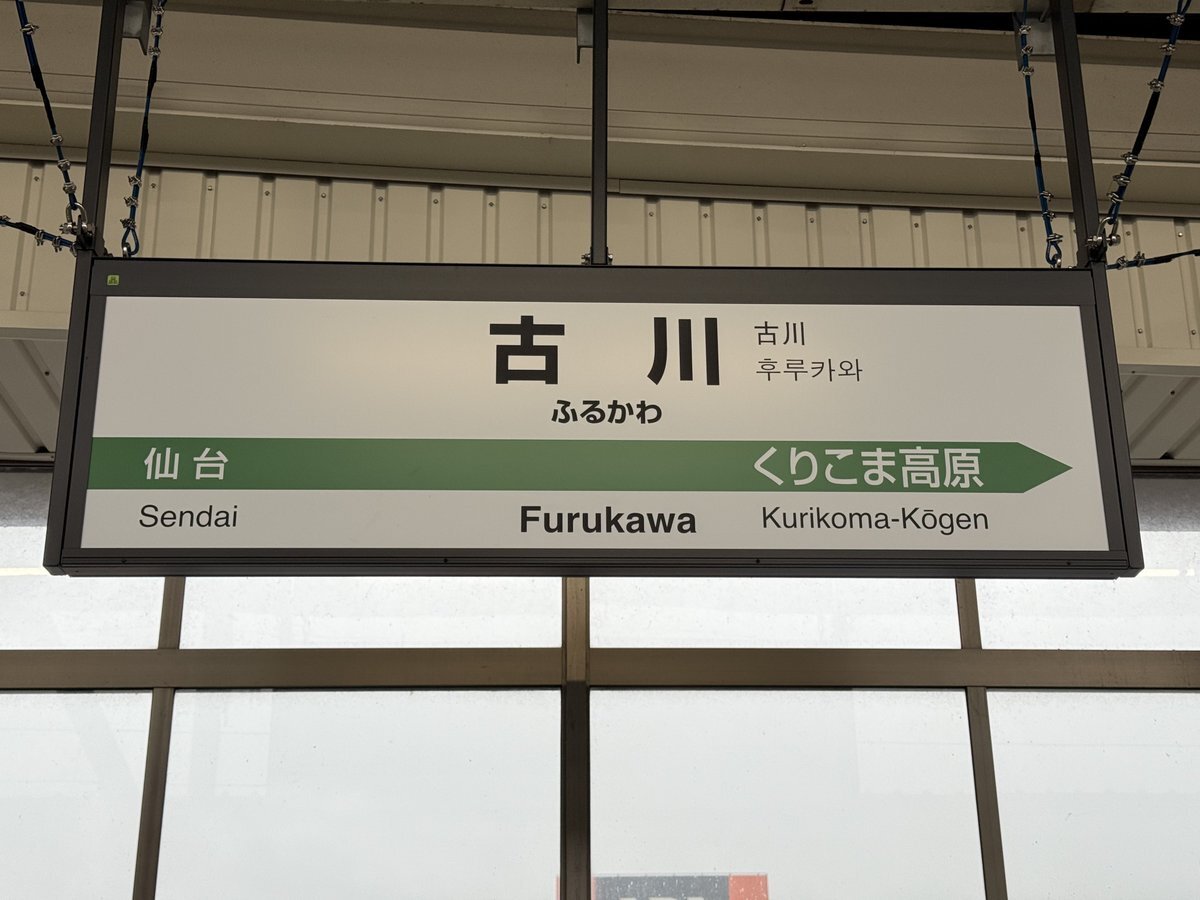 古川
古川
후루카와
ふるかわ
仙台 くりこま高原
Sendai Furukawa Kurikoma-Kōgen